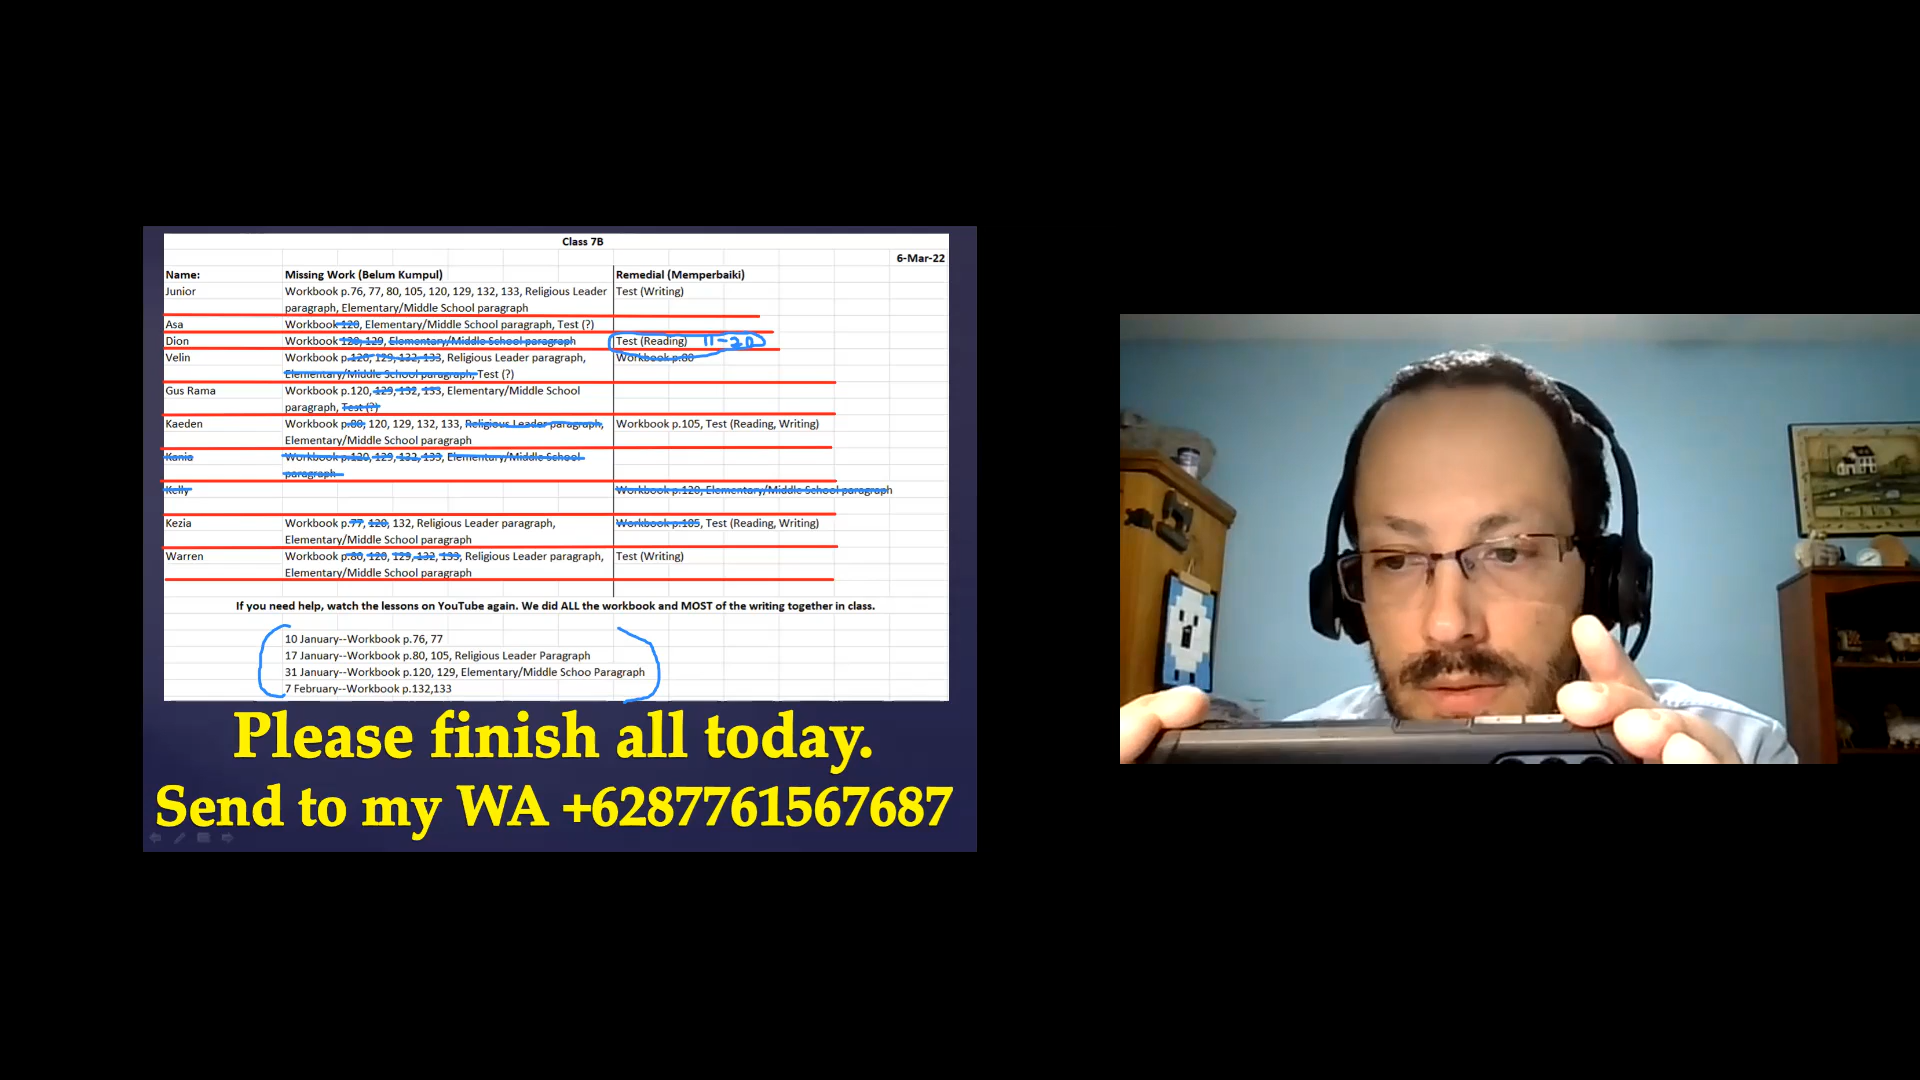 Class 7B
6-Mar-22
Name: Missing Work (Belum Kumpul) Remedial (Memperbaiki)
Junior Workbook p.76, 77, 80, 105, 120, 129, 132, 133, Religious Leader Test (Writing)
paragraph, Elementary/Middle School paragraph
Asa Workbook 120, Elementary/Middle School paragraph, Test (?)
Dion Workbook 120, 129, Elementary/Middle School paragraph Test (Reading) 11-20
Velin Workbook p.120, 129, 132, 133, Religious Leader paragraph, Workbook p.80
Elementary/Middle School paragraph, Test (?)
Gus Rama Workbook p.120, 129, 132, 133, Elementary/Middle School
paragraph, Test (?)
Kaeden Workbook p.80, 120, 129, 132, 133, Religious Leader paragraph, Workbook p.105, Test (Reading, Writing)
Elementary/Middle School paragraph
Kania Workbook p.120, 129, 132, 133, Elementary/Middle School
paragraph
Kelly Workbook p.120, Elementary/Middle School paragraph
Kezia Workbook p.77, 120, 132, Religious Leader paragraph, Workbook p.105, Test (Reading, Writing)
Elementary/Middle School paragraph
Warren Workbook p.80, 120, 129, 132, 133, Religious Leader paragraph, Test (Writing)
Elementary/Middle School paragraph
If you need help, watch the lessons on YouTube again. We did ALL the workbook and MOST of the writing together in class.
10 January--Workbook p.76, 77
17 January--Workbook p.80, 105, Religious Leader Paragraph
31 January--Workbook p.120, 129, Elementary/Middle Schoo Paragraph
7 February--Workbook p.132,133
Please finish all today.
Send to my WA +6287761567687